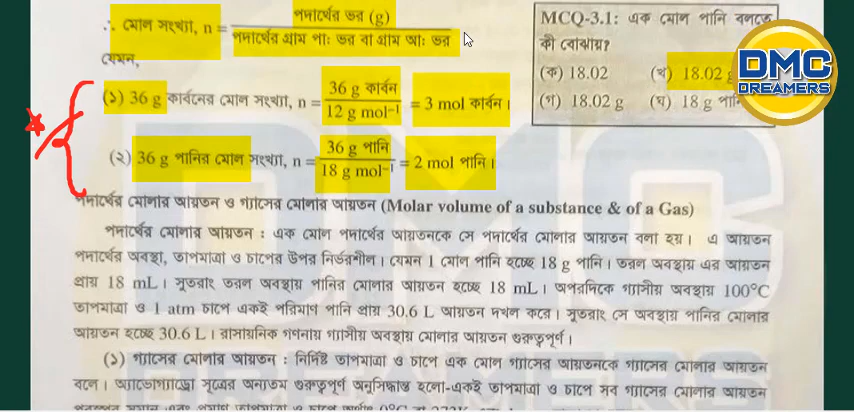 ∴ মোল সংখ্যা, n = পদার্থের ভর (g) / পদার্থের গ্রাম পাঃ ভর বা গ্রাম আঃ ভর
যেমন,
(১) 36 g কার্বনের মোল সংখ্যা, n = 36 g কার্বন / 12 g mol⁻¹ = 3 mol কার্বন।
(২) 36 g পানির মোল সংখ্যা, n = 36 g পানি / 18 g mol⁻¹ = 2 mol পানি।
MCQ-3.1: এক মোল পানি বলতে
কী বোঝায়?
(ক) 18.02 (খ) 18.02 g
(গ) 18.02 g (ঘ) 18 g পানি
DMC
DREAMERS
পদার্থের মোলার আয়তন ও গ্যাসের মোলার আয়তন (Molar volume of a substance & of a Gas)
পদার্থের মোলার আয়তন : এক মোল পদার্থের আয়তনকে সে পদার্থের মোলার আয়তন বলা হয়। এ আয়তন
পদার্থের অবস্থা, তাপমাত্রা ও চাপের উপর নির্ভরশীল। যেমন 1 মোল পানি হচ্ছে 18 g পানি। তরল অবস্থায় এর আয়তন
প্রায় 18 mL। সুতরাং তরল অবস্থায় পানির মোলার আয়তন হচ্ছে 18 mL। অপরদিকে গ্যাসীয় অবস্থায় 100°C
তাপমাত্রা ও 1 atm চাপে একই পরিমাণ পানি প্রায় 30.6 L আয়তন দখল করে। সুতরাং সে অবস্থায় পানির মোলার
আয়তন হচ্ছে 30.6 L। রাসায়নিক গণনায় গ্যাসীয় অবস্থায় মোলার আয়তন গুরুত্বপূর্ণ।
(১) গ্যাসের মোলার আয়তন : নির্দিষ্ট তাপমাত্রা ও চাপে এক মোল গ্যাসের আয়তনকে গ্যাসের মোলার আয়তন
বলে। অ্যাভোগ্যাড্রো সূত্রের অন্যতম গুরুত্বপূর্ণ অনুসিদ্ধান্ত হলো-একই তাপমাত্রা ও চাপে সব গ্যাসের মোলার আয়তন